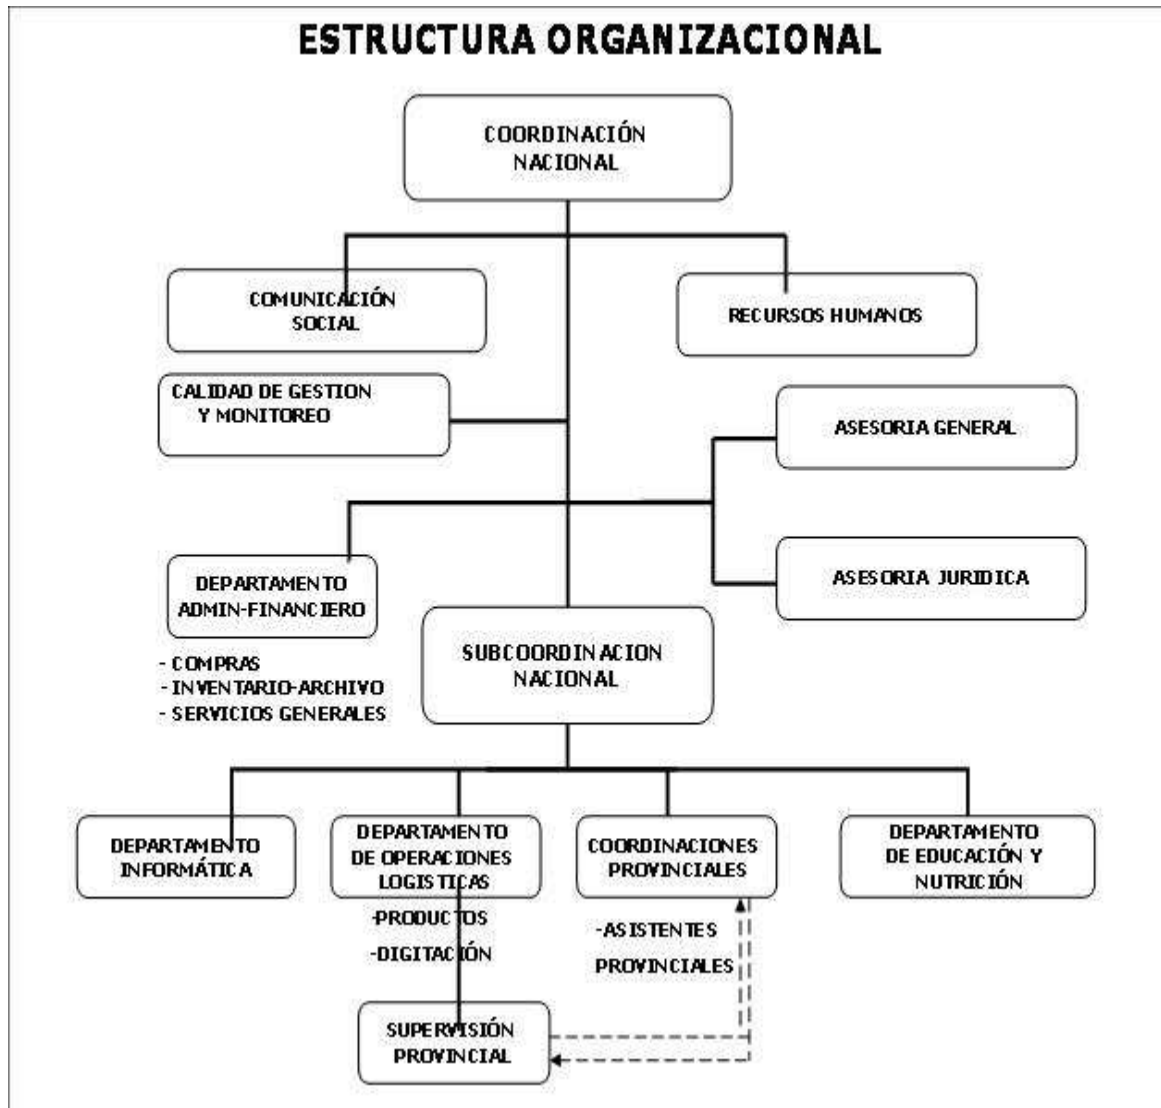 ESTRUCTURA ORGANIZACIONAL
COORDINACIÓN
NACIONAL
COMUNICACIÓN
SOCIAL
RECURSOS HUMANOS
CALIDAD DE GESTION
Y MONITOREO
ASESORIA GENERAL
DEPARTAMENTO
ADMIN-FINANCIERO
ASESORIA JURIDICA
- COMPRAS
- INVENTARIO-ARCHIVO
- SERVICIOS GENERALES
SUBCOORDINACION
NACIONAL
DEPARTAMENTO
INFORMÁTICA
DEPARTAMENTO
DE OPERACIONES
LOGISTICAS
-PRODUCTOS
-DIGITACIÓN
COORDINACIONES
PROVINCIALES
-ASISTENTES
PROVINCIALES
DEPARTAMENTO
DE EDUCACIÓN Y
NUTRICIÓN
SUPERVISIÓN
PROVINCIAL